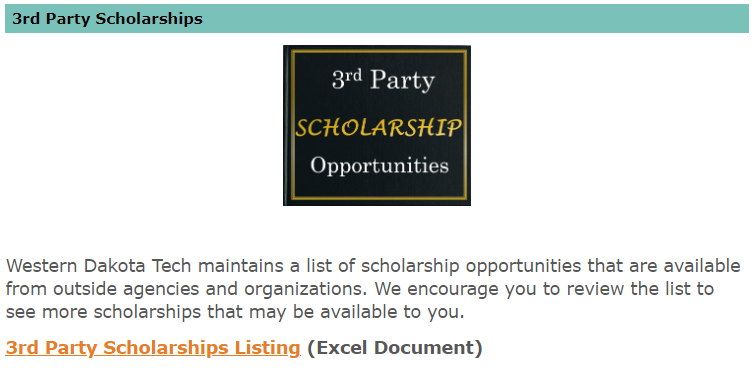 3rd Party Scholarships
3rd Party
SCHOLARSHIP
Opportunities
Western Dakota Tech maintains a list of scholarship opportunities that are available
from outside agencies and organizations. We encourage you to review the list to
see more scholarships that may be available to you.
3rd Party Scholarships Listing (Excel Document)